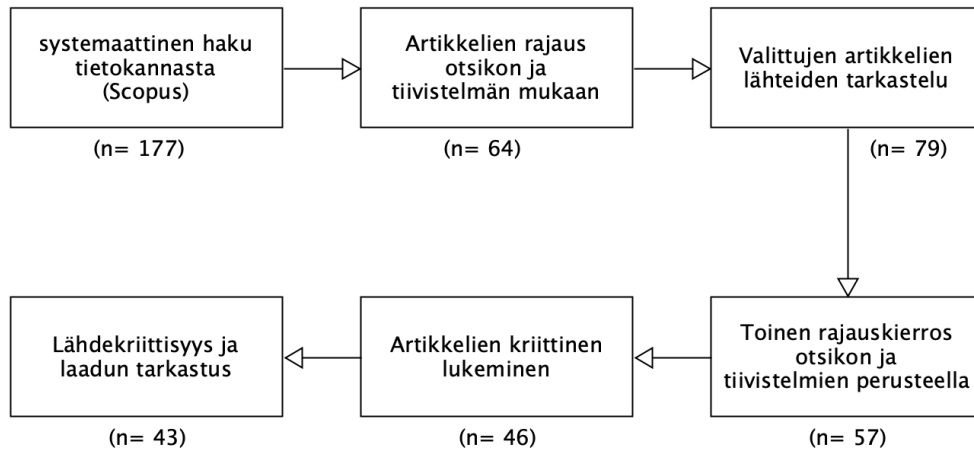 systemaattinen haku
tietokannasta
(Scopus)
(n= 177)
Artikkelien rajaus
otsikon ja
tiivistelmän mukaan
(n= 64)
Valittujen artikkelien
lähteiden tarkastelu
(n= 79)
Toinen rajauskierros
otsikon ja
tiivistelmien perusteella
(n= 57)
Artikkelien kriittinen
lukeminen
(n= 46)
Lähdekriittisyys ja
laadun tarkastus
(n= 43)